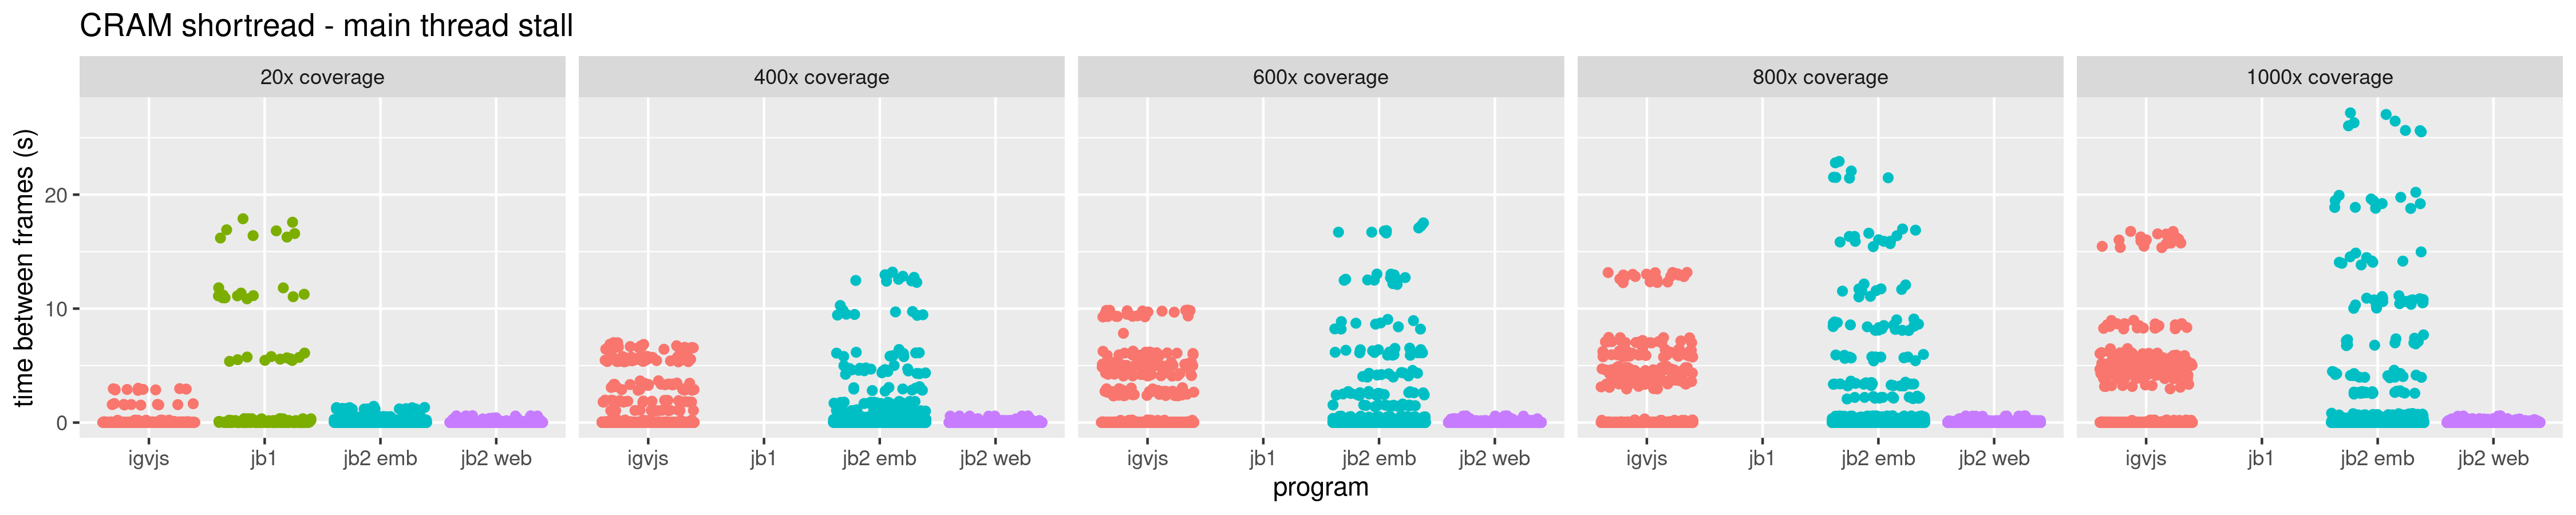 CRAM shortread - main thread stall
20x coverage 400x coverage 600x coverage 800x coverage 1000x coverage
time between frames (s)
20
10
0
igvjs jb1 jb2 emb jb2 web igvjs jb1 jb2 emb jb2 web igvjs jb1 jb2 emb jb2 web igvjs jb1 jb2 emb jb2 web igvjs jb1 jb2 emb jb2 web
program